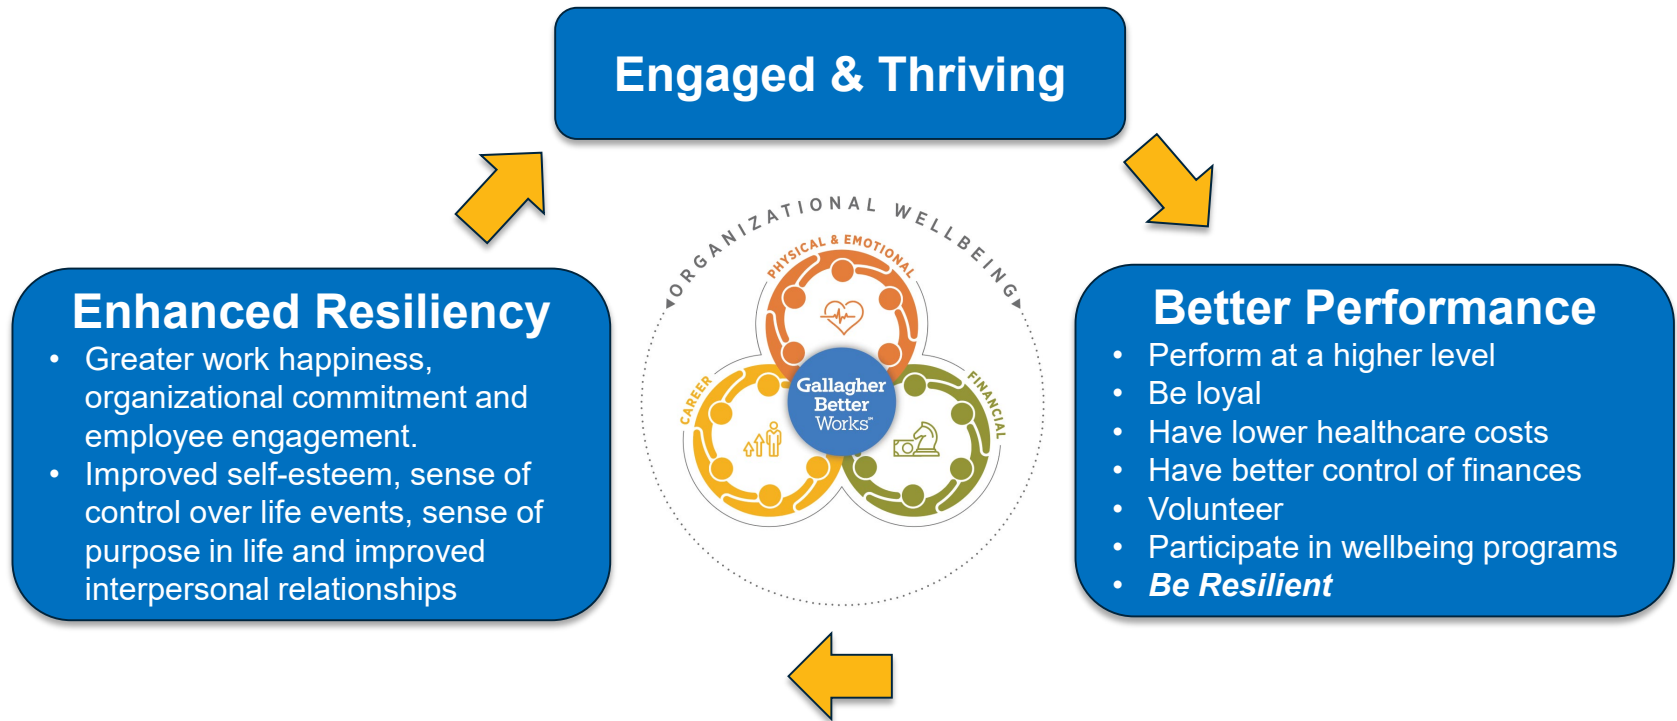 Engaged & Thriving
ORGANIZATIONAL WELLBEING
PHYSICAL & EMOTIONAL
CAREER
FINANCIAL
Gallagher
Better
Works℠
Enhanced Resiliency
• Greater work happiness,
organizational commitment and
employee engagement.
• Improved self-esteem, sense of
control over life events, sense of
purpose in life and improved
interpersonal relationships
Better Performance
• Perform at a higher level
• Be loyal
• Have lower healthcare costs
• Have better control of finances
• Volunteer
• Participate in wellbeing programs
• Be Resilient